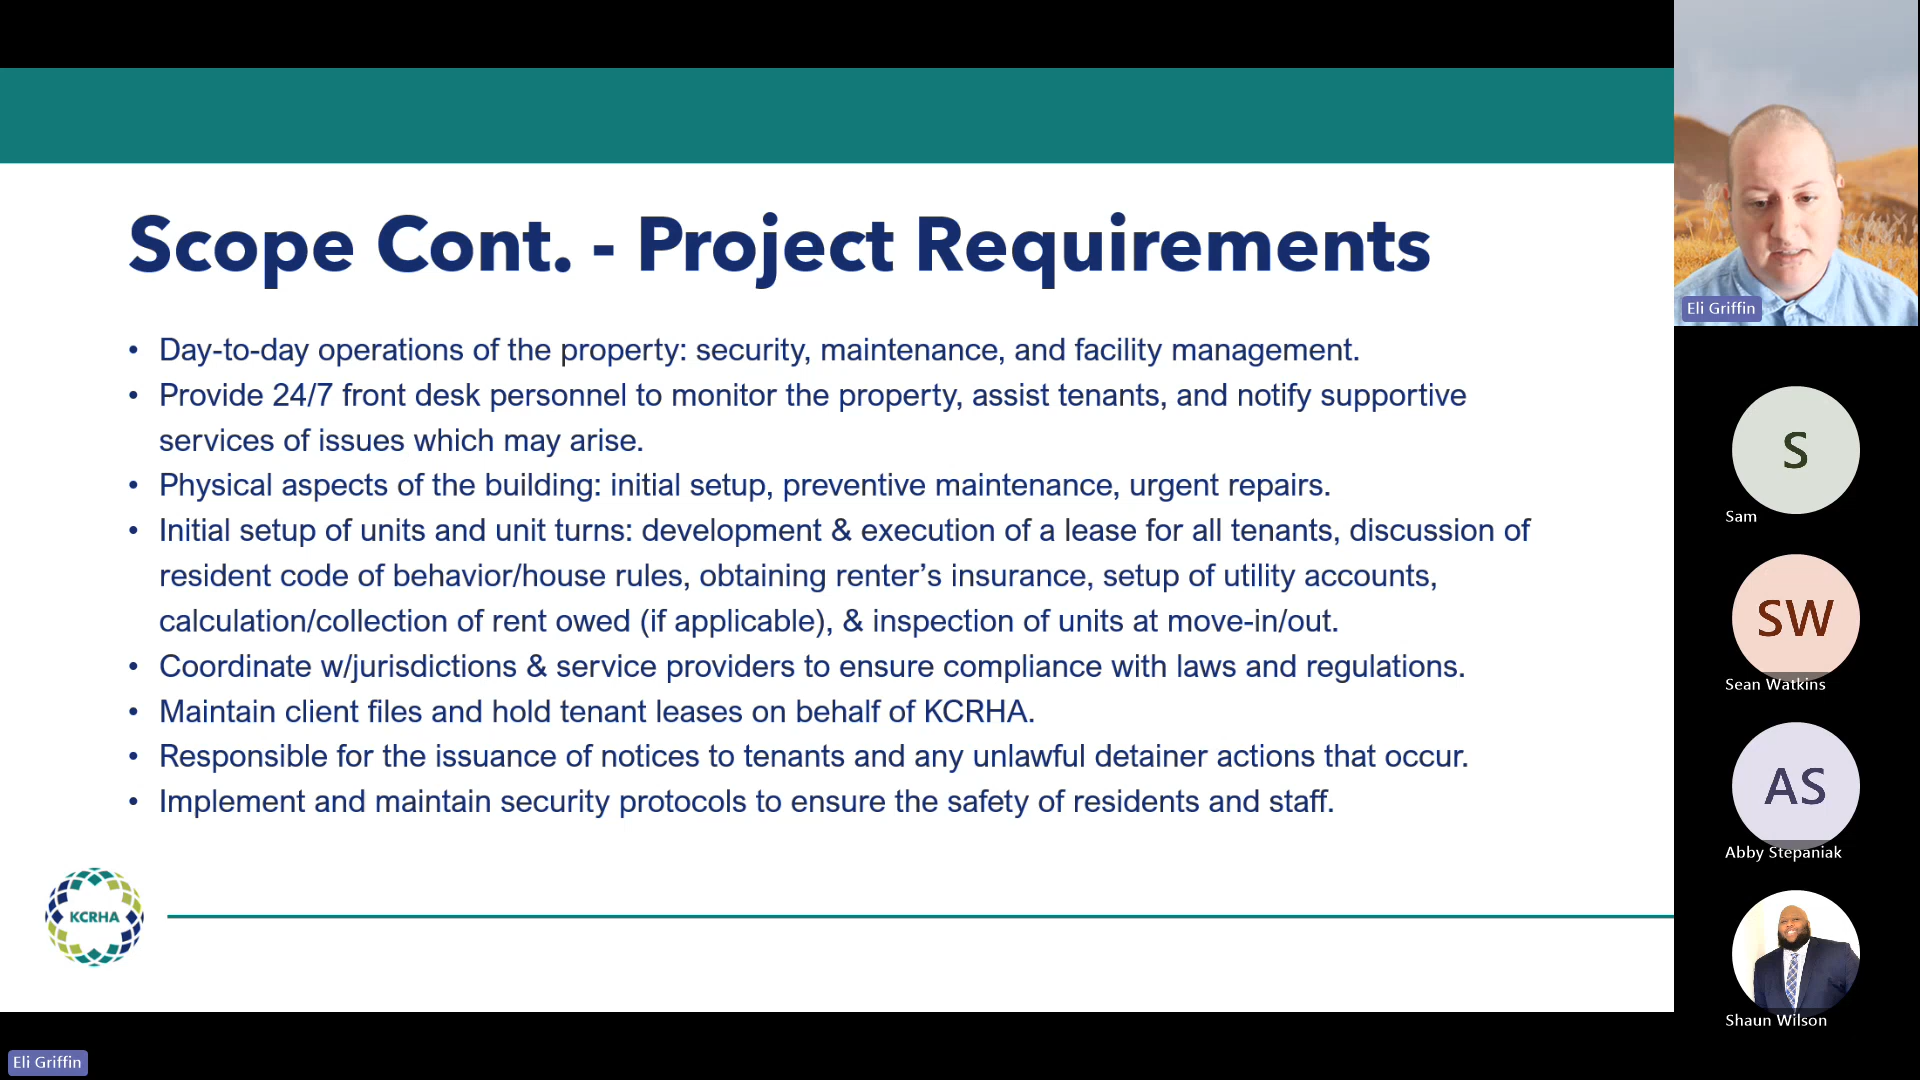 Scope Cont. - Project Requirements
• Day-to-day operations of the property: security, maintenance, and facility management.
• Provide 24/7 front desk personnel to monitor the property, assist tenants, and notify supportive
services of issues which may arise.
• Physical aspects of the building: initial setup, preventive maintenance, urgent repairs.
• Initial setup of units and unit turns: development & execution of a lease for all tenants, discussion of
resident code of behavior/house rules, obtaining renter’s insurance, setup of utility accounts,
calculation/collection of rent owed (if applicable), & inspection of units at move-in/out.
• Coordinate w/jurisdictions & service providers to ensure compliance with laws and regulations.
• Maintain client files and hold tenant leases on behalf of KCRHA.
• Responsible for the issuance of notices to tenants and any unlawful detainer actions that occur.
• Implement and maintain security protocols to ensure the safety of residents and staff.
KCRHA
Eli Griffin
Eli Griffin
S
Sam
SW
Sean Watkins
AS
Abby Stepaniak
Shaun Wilson